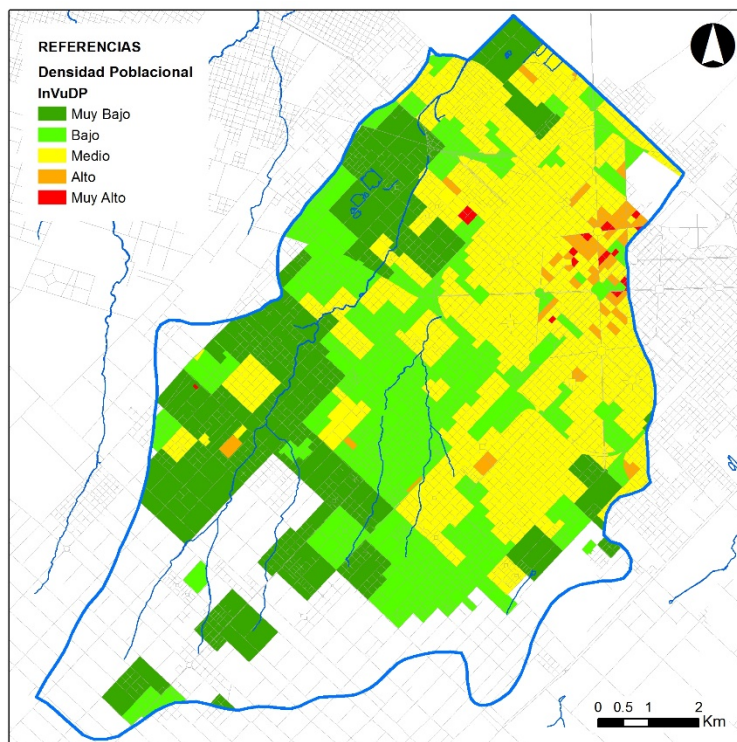 REFERENCIAS
Densidad Poblacional
InVuDP
Muy Bajo
Bajo
Medio
Alto
Muy Alto
0 0.5 1 2
Km